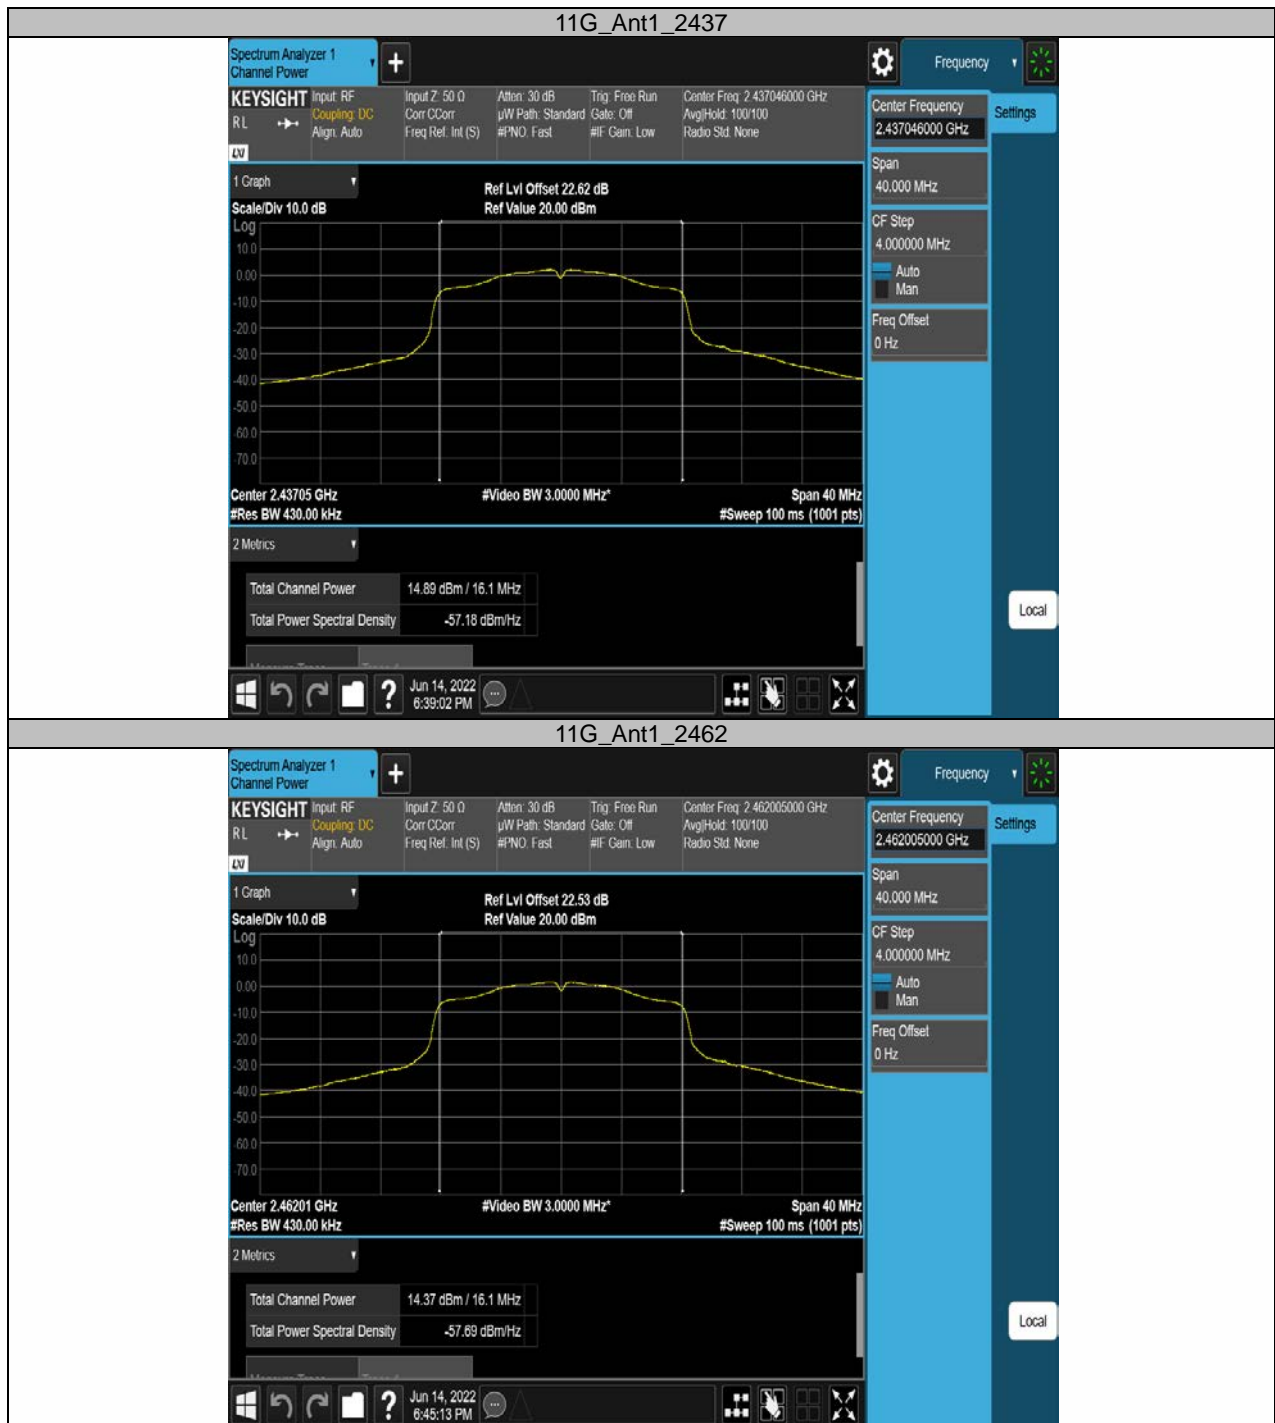 11G_Ant1_2437
Spectrum Analyzer 1
Channel Power
+
Frequency
KEYSIGHT
RL
LXI
Input: RF
Coupling: DC
Align: Auto
Input Z: 50 Ω
Corr CCorr
Freq Ref: Int (S)
Atten: 30 dB
µW Path: Standard
#PNO: Fast
Trig: Free Run
Gate: Off
#IF Gain: Low
Center Freq: 2.437046000 GHz
Avg|Hold: 100/100
Radio Std: None
Center Frequency
2.437046000 GHz
Settings
Span
40.000 MHz
CF Step
4.000000 MHz
Auto
Man
Freq Offset
0 Hz
1 Graph
Scale/Div 10.0 dB
Ref Lvl Offset 22.62 dB
Ref Value 20.00 dBm
Log
10.0
0.00
-10.0
-20.0
-30.0
-40.0
-50.0
-60.0
-70.0
Center 2.43705 GHz
#Res BW 430.00 kHz
#Video BW 3.0000 MHz*
Span 40 MHz
#Sweep 100 ms (1001 pts)
2 Metrics
Total Channel Power 14.89 dBm / 16.1 MHz
Total Power Spectral Density -57.18 dBm/Hz
Local
?
Jun 14, 2022
6:39:02 PM
11G_Ant1_2462
Spectrum Analyzer 1
Channel Power
+
Frequency
KEYSIGHT
RL
LXI
Input: RF
Coupling: DC
Align: Auto
Input Z: 50 Ω
Corr CCorr
Freq Ref: Int (S)
Atten: 30 dB
µW Path: Standard
#PNO: Fast
Trig: Free Run
Gate: Off
#IF Gain: Low
Center Freq: 2.462005000 GHz
Avg|Hold: 100/100
Radio Std: None
Center Frequency
2.462005000 GHz
Settings
Span
40.000 MHz
CF Step
4.000000 MHz
Auto
Man
Freq Offset
0 Hz
1 Graph
Scale/Div 10.0 dB
Ref Lvl Offset 22.53 dB
Ref Value 20.00 dBm
Log
10.0
0.00
-10.0
-20.0
-30.0
-40.0
-50.0
-60.0
-70.0
Center 2.46201 GHz
#Res BW 430.00 kHz
#Video BW 3.0000 MHz*
Span 40 MHz
#Sweep 100 ms (1001 pts)
2 Metrics
Total Channel Power 14.37 dBm / 16.1 MHz
Total Power Spectral Density -57.69 dBm/Hz
Local
?
Jun 14, 2022
6:45:13 PM